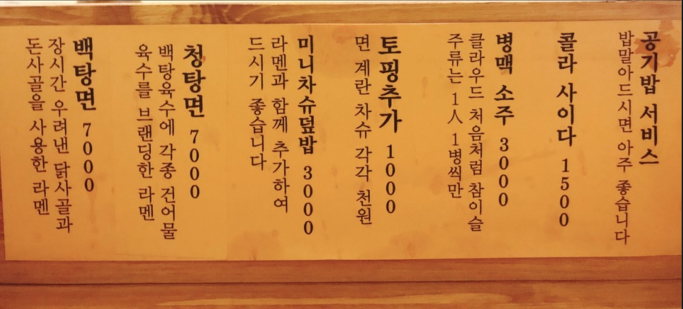 공기밥 서비스
밥말아드시면 아주 좋습니다
콜라 사이다 1500
병맥 소주 3000
클라우드 처음처럼 참이슬
주류는 1人 1병씩만
토핑추가 1000
면 계란 차슈 각각 천원
미니차슈덮밥 3000
라멘과 함께 추가하여
드시기 좋습니다
청탕면 7000
백탕육수에 각종 건어물
육수를 브랜딩한 라멘
백탕면 7000
장시간 우려낸 닭사골과
돈사골을 사용한 라멘